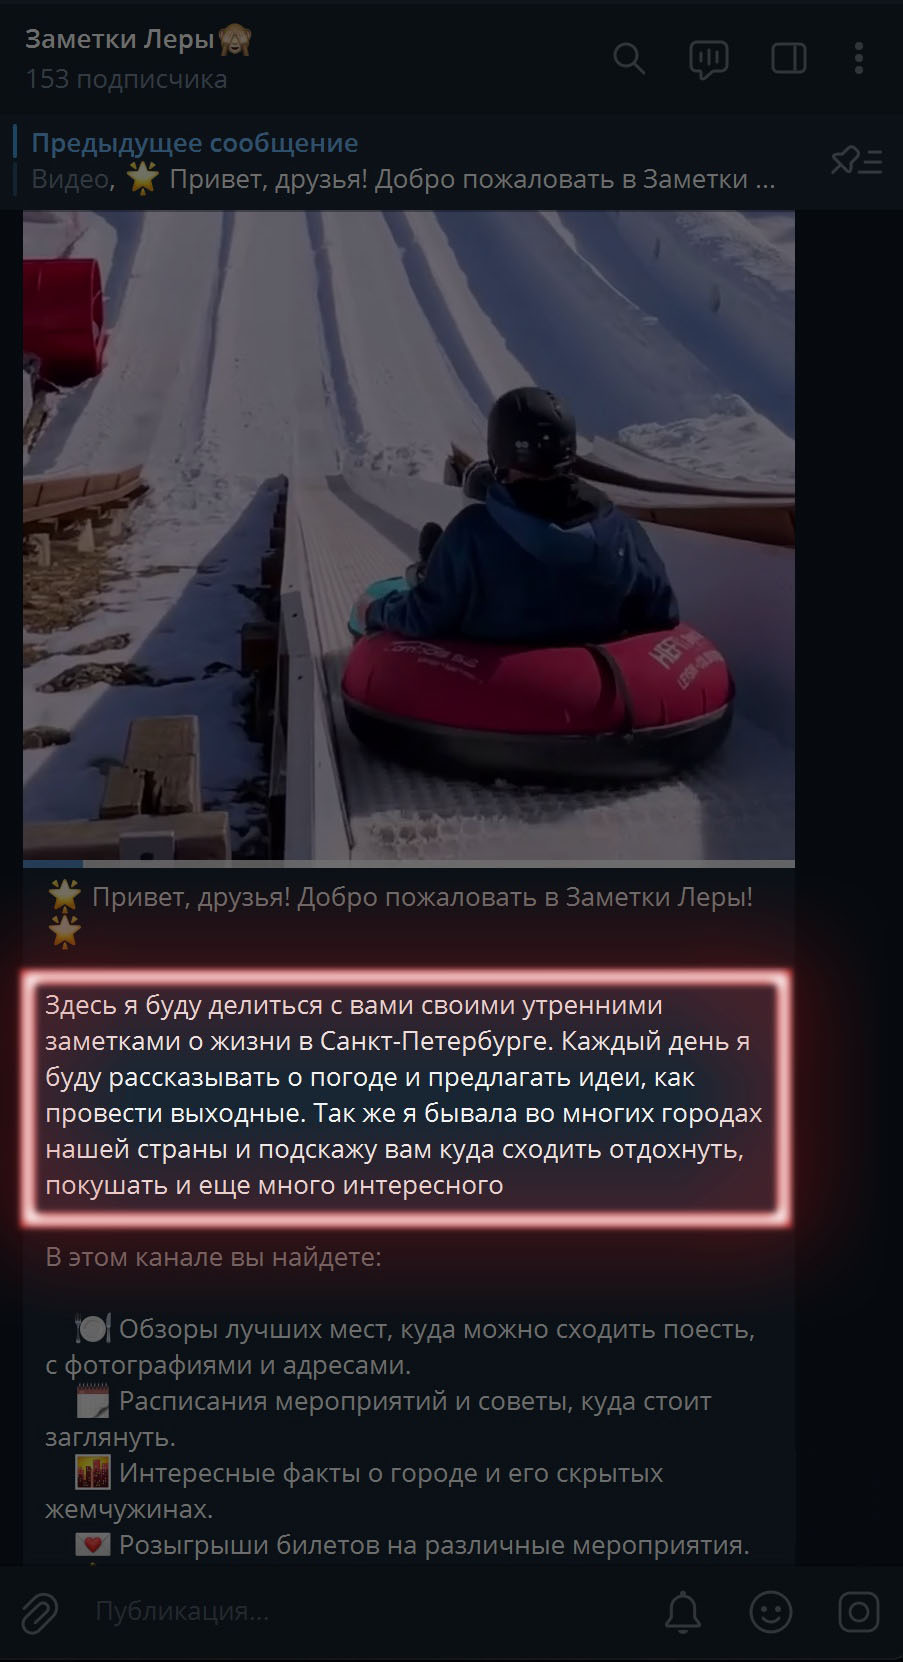 Заметки Леры🙈
153 подписчика
Предыдущее сообщение
Видео, 🌟 Привет, друзья! Добро пожаловать в Заметки ...
🌟 Привет, друзья! Добро пожаловать в Заметки Леры!
🌟
Здесь я буду делиться с вами своими утренними
заметками о жизни в Санкт-Петербурге. Каждый день я
буду рассказывать о погоде и предлагать идеи, как
провести выходные. Так же я бывала во многих городах
нашей страны и подскажу вам куда сходить отдохнуть,
покушать и еще много интересного
В этом канале вы найдете:
🍽 Обзоры лучших мест, куда можно сходить поесть,
с фотографиями и адресами.
🗓 Расписания мероприятий и советы, куда стоит
заглянуть.
🌇 Интересные факты о городе и его скрытых
жемчужинах.
💌 Розыгрыши билетов на различные мероприятия.
Публикация...